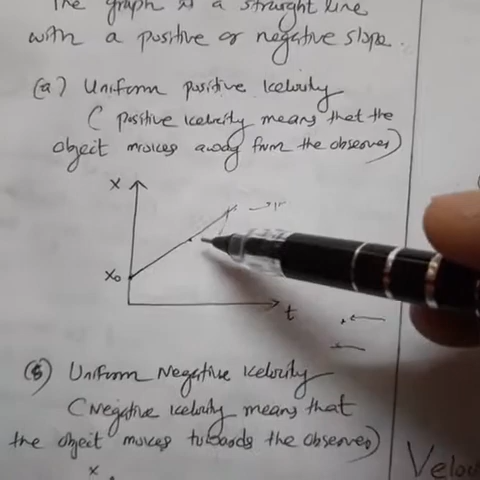 The graph is a straight line
with a positive or negative slope.
(a) Uniform positive velocity
( positive velocity means that the
object moves away from the observer)
x
x₀
t
(b) Uniform Negative velocity
(Negative velocity means that
the object moves towards the observer)
x
Velo